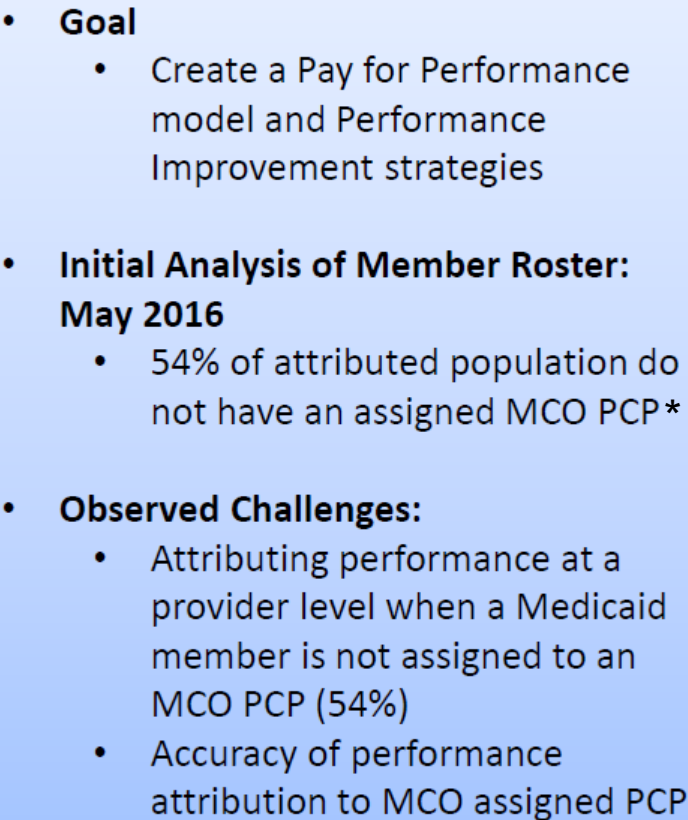 • Goal
• Create a Pay for Performance
model and Performance
Improvement strategies
• Initial Analysis of Member Roster:
May 2016
• 54% of attributed population do
not have an assigned MCO PCP*
• Observed Challenges:
• Attributing performance at a
provider level when a Medicaid
member is not assigned to an
MCO PCP (54%)
• Accuracy of performance
attribution to MCO assigned PCP